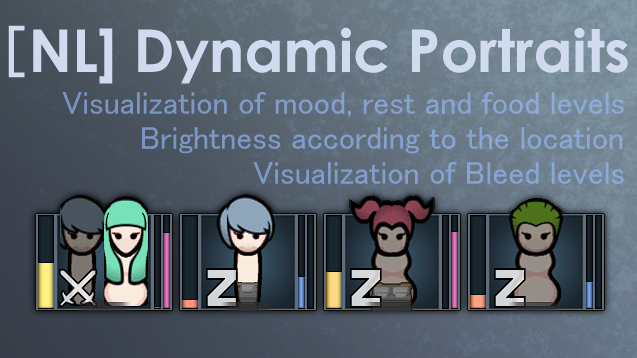 [NL] Dynamic Portraits
Visualization of mood, rest and food levels
Brightness according to the location
Visualization of Bleed levels
Z Z Z